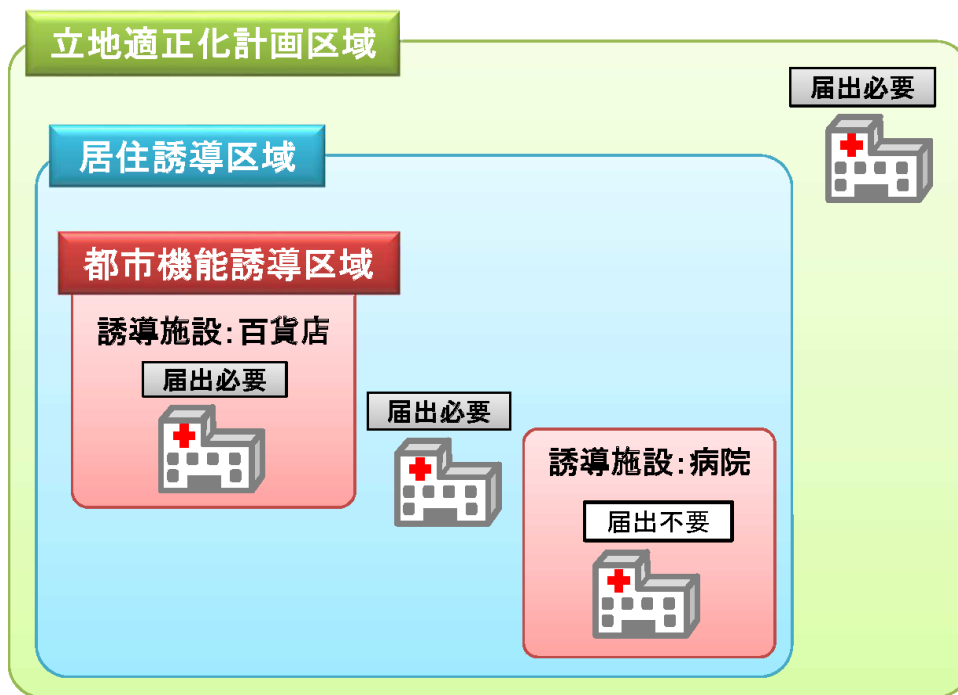 立地適正化計画区域
届出必要
居住誘導区域
都市機能誘導区域
誘導施設:百貨店
届出必要
届出必要
誘導施設:病院
届出不要